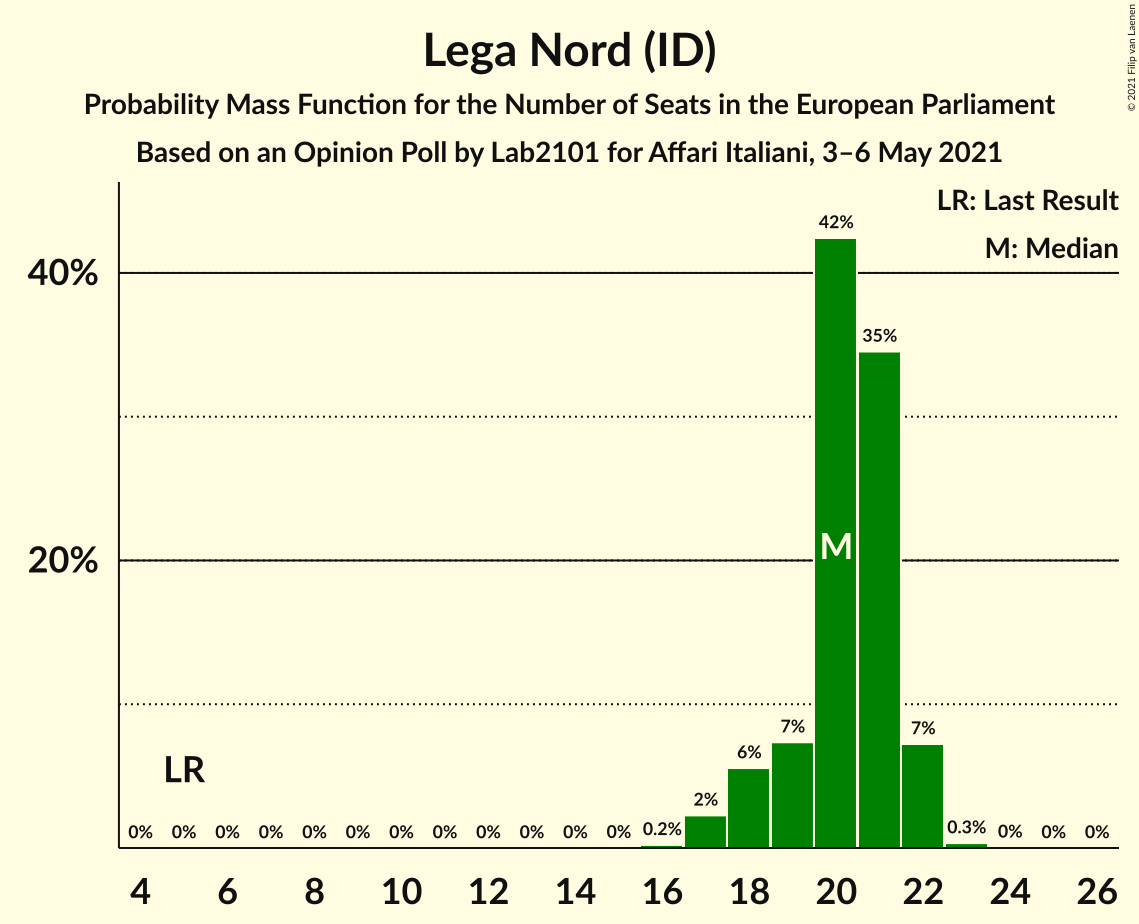 Lega Nord (ID)
Probability Mass Function for the Number of Seats in the European Parliament
Based on an Opinion Poll by Lab2101 for Affari Italiani, 3–6 May 2021
© 2021 Filip van Laenen
LR: Last Result
M: Median
42%
40%
35%
M
20%
LR
0% 0% 0% 0% 0% 0% 0% 0% 0% 0% 0% 0% 0.2% 2% 6% 7% 7% 0.3% 0% 0% 0%
4 6 8 10 12 14 16 18 20 22 24 26